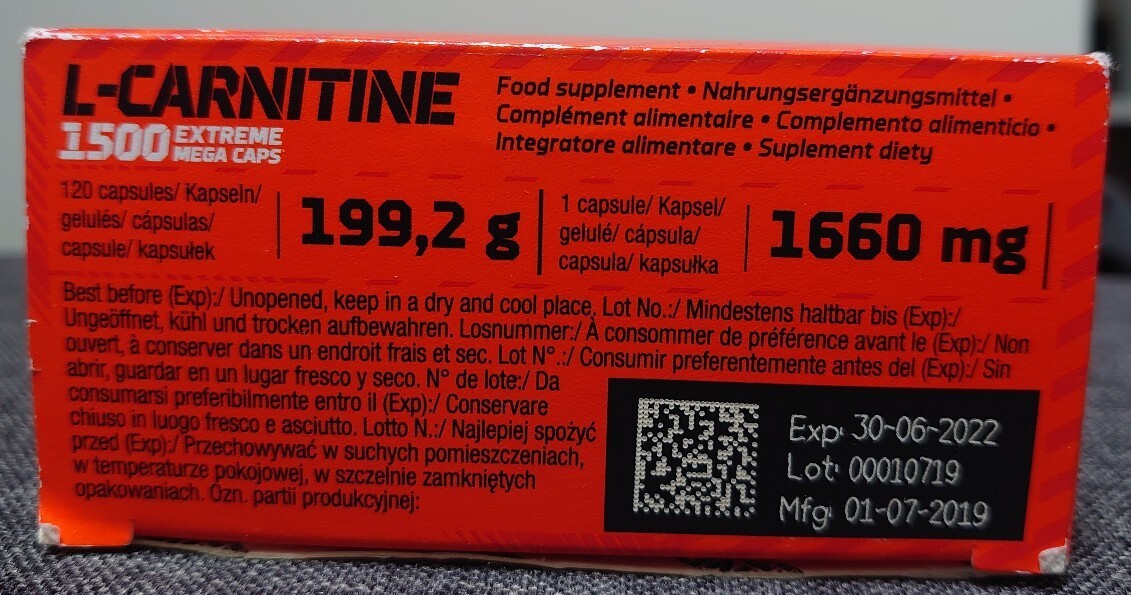 L-CARNITINE
1500 EXTREME
MEGA CAPS
Food supplement • Nahrungsergänzungsmittel •
Complément alimentaire • Complemento alimenticio •
Integratore alimentare • Suplement diety
120 capsules/ Kapseln/
gelulés/ cápsulas/
capsule/ kapsułek
199,2 g
1 capsule/ Kapsel/
gelulé/ cápsula/
capsula/ kapsułka
1660 mg
Best before (Exp):/ Unopened, keep in a dry and cool place. Lot No.:/ Mindestens haltbar bis (Exp):/
Ungeöffnet, kühl und trocken aufbewahren. Losnummer:/ À consommer de préférence avant le (Exp):/ Non
ouvert, à conserver dans un endroit frais et sec. Lot N°.:/ Consumir preferentemente antes del (Exp):/ Sin
abrir, guardar en un lugar fresco y seco. N° de lote:/ Da
consumarsi preferibilmente entro il (Exp):/ Conservare
chiuso in luogo fresco e asciutto. Lotto N.:/ Najlepiej spożyć
przed (Exp):/ Przechowywać w suchych pomieszczeniach,
w temperaturze pokojowej, w szczelnie zamkniętych
opakowaniach. Ozn. partii produkcyjnej:
Exp: 30-06-2022
Lot: 00010719
Mfg: 01-07-2019